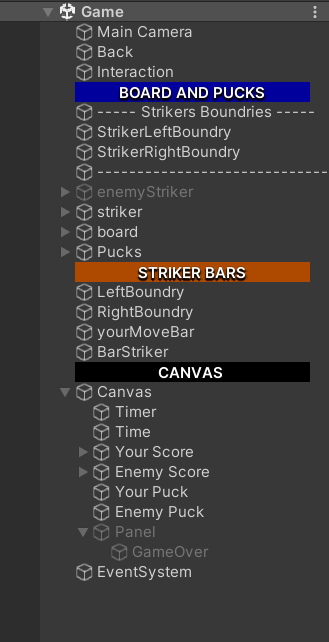 Game
Main Camera
Back
Interaction
BOARD AND PUCKS
----- Strikers Boundries -----
StrikerLeftBoundry
StrikerRightBoundry
------------------------------
enemyStriker
striker
board
Pucks
STRIKER BARS
LeftBoundry
RightBoundry
yourMoveBar
BarStriker
CANVAS
Canvas
Timer
Time
Your Score
Enemy Score
Your Puck
Enemy Puck
Panel
GameOver
EventSystem